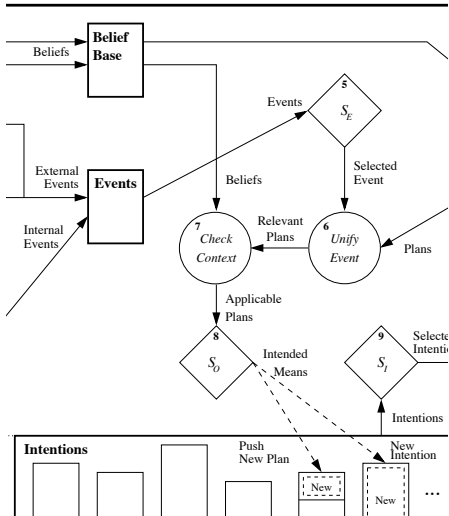 Belief
Base
Beliefs
5
S_E
Events
Selected
Event
External
Events
Events
Beliefs
Internal
Events
7
Check
Context
Relevant
Plans
6
Unify
Event
Plans
Applicable
Plans
8
S_O
Intended
Means
9
S_I
Selecte
Intentio
Intentions
Intentions
Push
New Plan
New
Intention
New
New
...